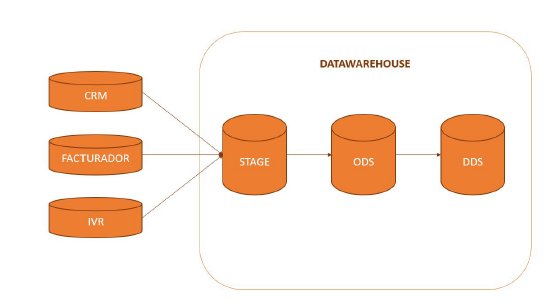 DATAWAREHOUSE
CRM
FACTURADOR
IVR
STAGE
ODS
DDS